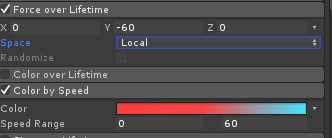 Force over Lifetime
X 0 Y -60 Z 0
Space Local
Randomize
Color over Lifetime
Color by Speed
Color
Speed Range 0 60